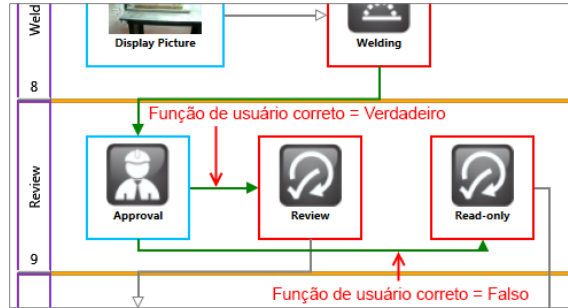 Weld
Display Picture
Welding
8
Função de usuário correto = Verdadeiro
Review
Approval
Review
Read-only
9
Função de usuário correto = Falso